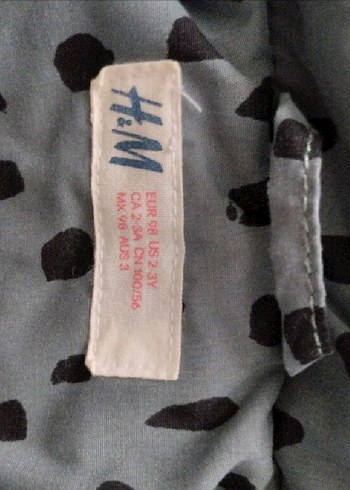 H&M
EUR 98 US 2-3Y
CA 2-3A CN 100/56
MX 98 AUS 3